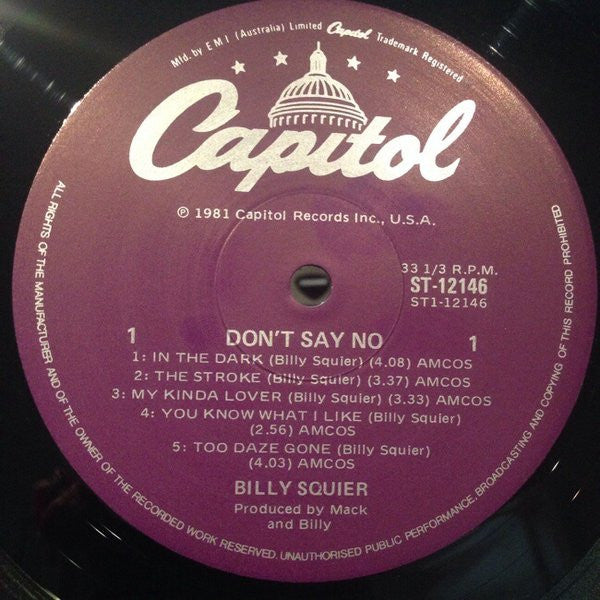 Mfd. by E M I (Australia) Limited Capitol Trademark Registered
Capitol
℗ 1981 Capitol Records Inc., U.S.A.
33 1/3 R.P.M.
ST-12146
ST1-12146
1 DON'T SAY NO 1
1: IN THE DARK (Billy Squier) (4.08) AMCOS
2: THE STROKE (Billy Squier) (3.37) AMCOS
3: MY KINDA LOVER (Billy Squier) (3.33) AMCOS
4: YOU KNOW WHAT I LIKE (Billy Squier)
(2.56) AMCOS
5: TOO DAZE GONE (Billy Squier)
(4.03) AMCOS
BILLY SQUIER
Produced by Mack
and Billy
ALL RIGHTS OF THE MANUFACTURER AND OF THE OWNER OF THE RECORDED WORK RESERVED. UNAUTHORISED PUBLIC PERFORMANCE, BROADCASTING AND COPYING OF THIS RECORD PROHIBITED